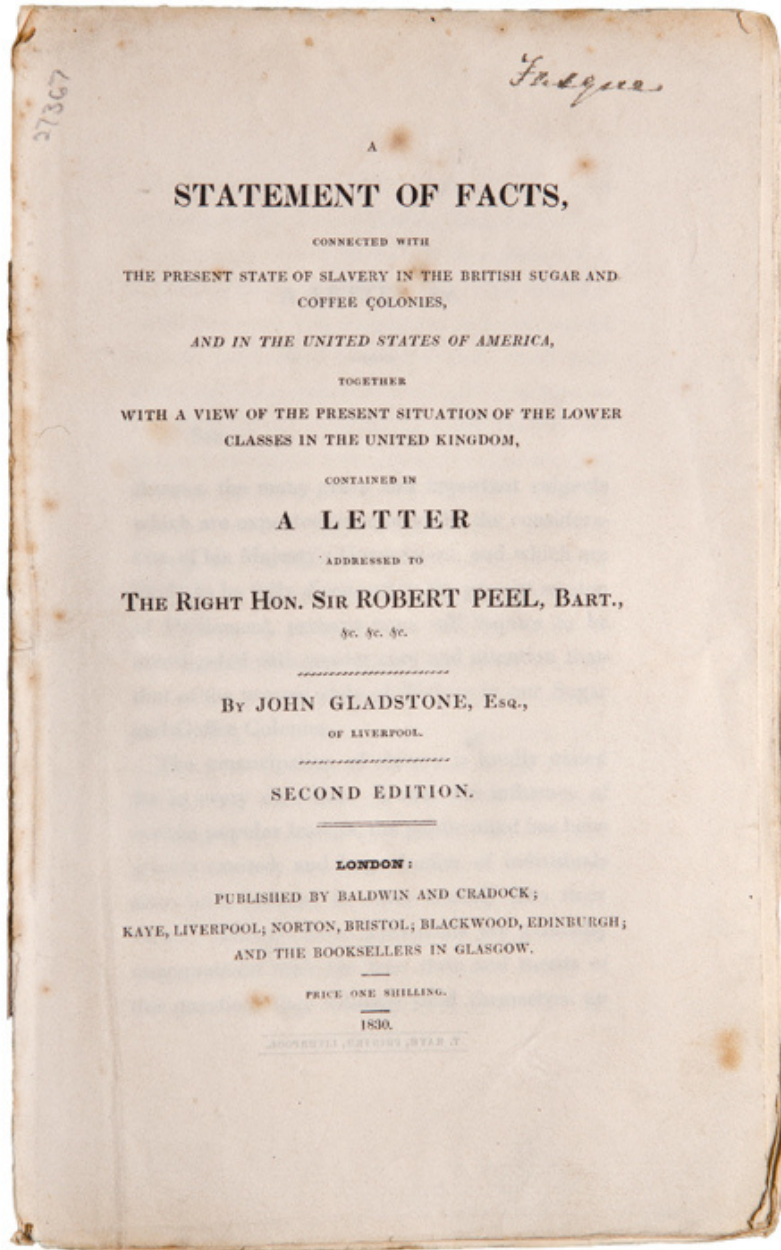 Fasque
27367
A
STATEMENT OF FACTS,
CONNECTED WITH
THE PRESENT STATE OF SLAVERY IN THE BRITISH SUGAR AND
COFFEE COLONIES,
AND IN THE UNITED STATES OF AMERICA,
TOGETHER
WITH A VIEW OF THE PRESENT SITUATION OF THE LOWER
CLASSES IN THE UNITED KINGDOM,
CONTAINED IN
A LETTER
ADDRESSED TO
THE RIGHT HON. SIR ROBERT PEEL, BART.,
&c. &c. &c.
BY JOHN GLADSTONE, ESQ.,
OF LIVERPOOL.
SECOND EDITION.
LONDON:
PUBLISHED BY BALDWIN AND CRADOCK;
KAYE, LIVERPOOL; NORTON, BRISTOL; BLACKWOOD, EDINBURGH;
AND THE BOOKSELLERS IN GLASGOW.
PRICE ONE SHILLING.
1830.